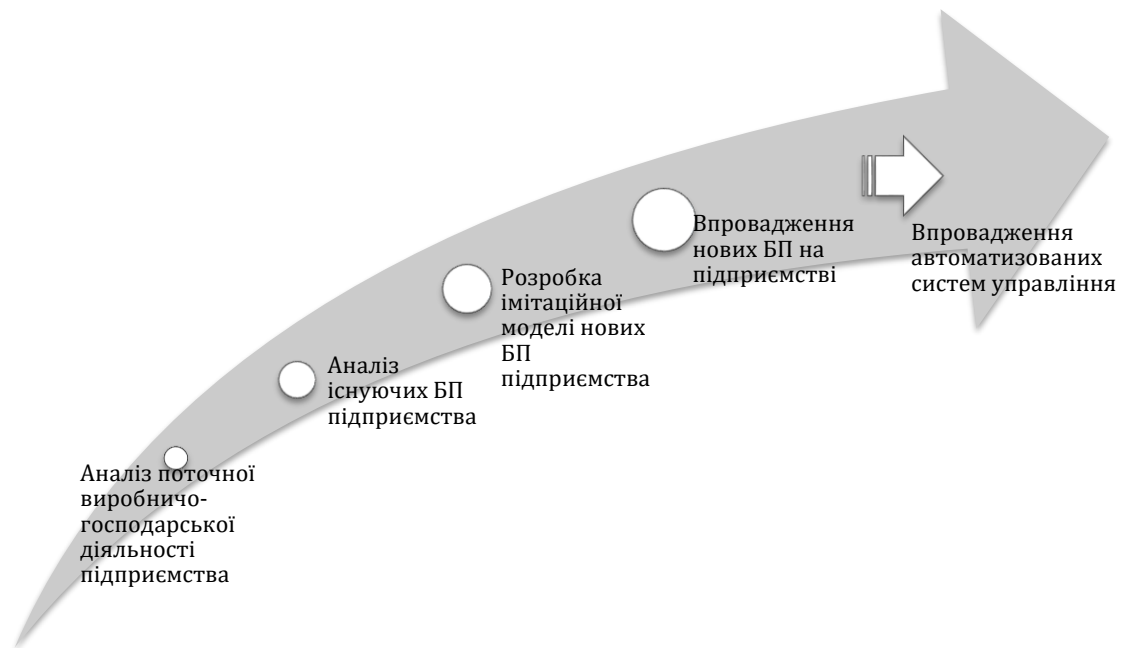 Аналіз поточної
виробничо-
господарської
діяльності
підприємства
Аналіз
існуючих БП
підприємства
Розробка
імітаційної
моделі нових
БП
підприємства
Впровадження
нових БП на
підприємстві
Впровадження
автоматизованих
систем управління